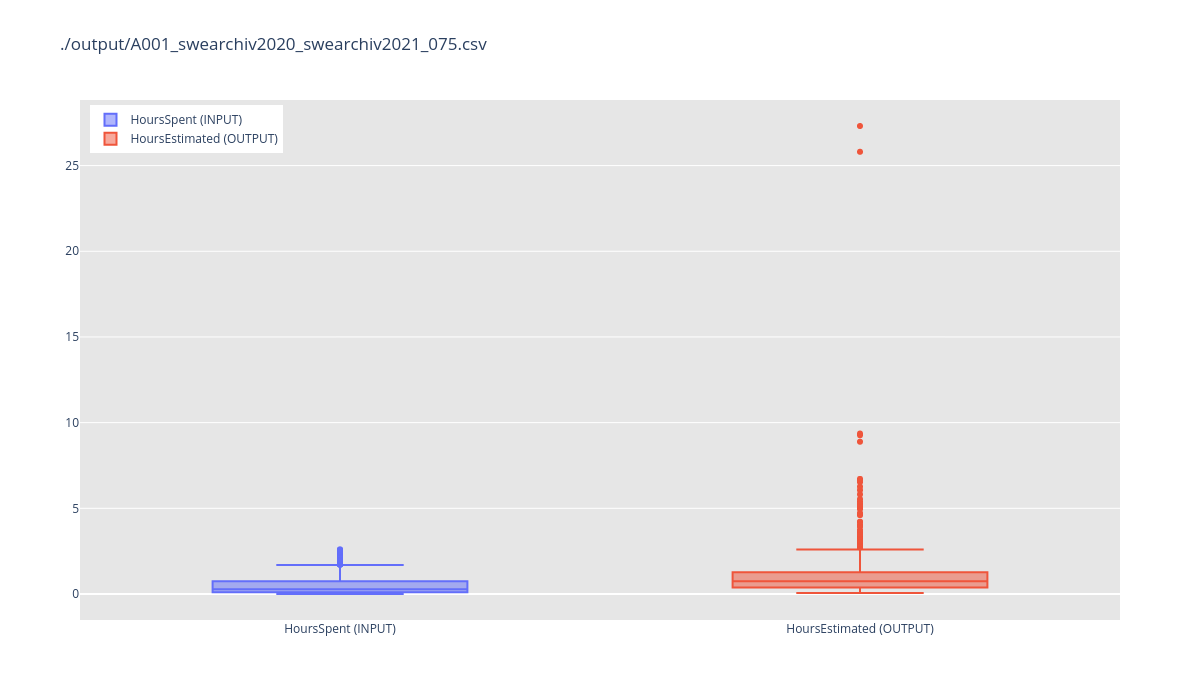 ./output/A001_swearchiv2020_swearchiv2021_075.csv
HoursSpent (INPUT)
HoursEstimated (OUTPUT)
25
20
15
10
5
0
HoursSpent (INPUT)
HoursEstimated (OUTPUT)